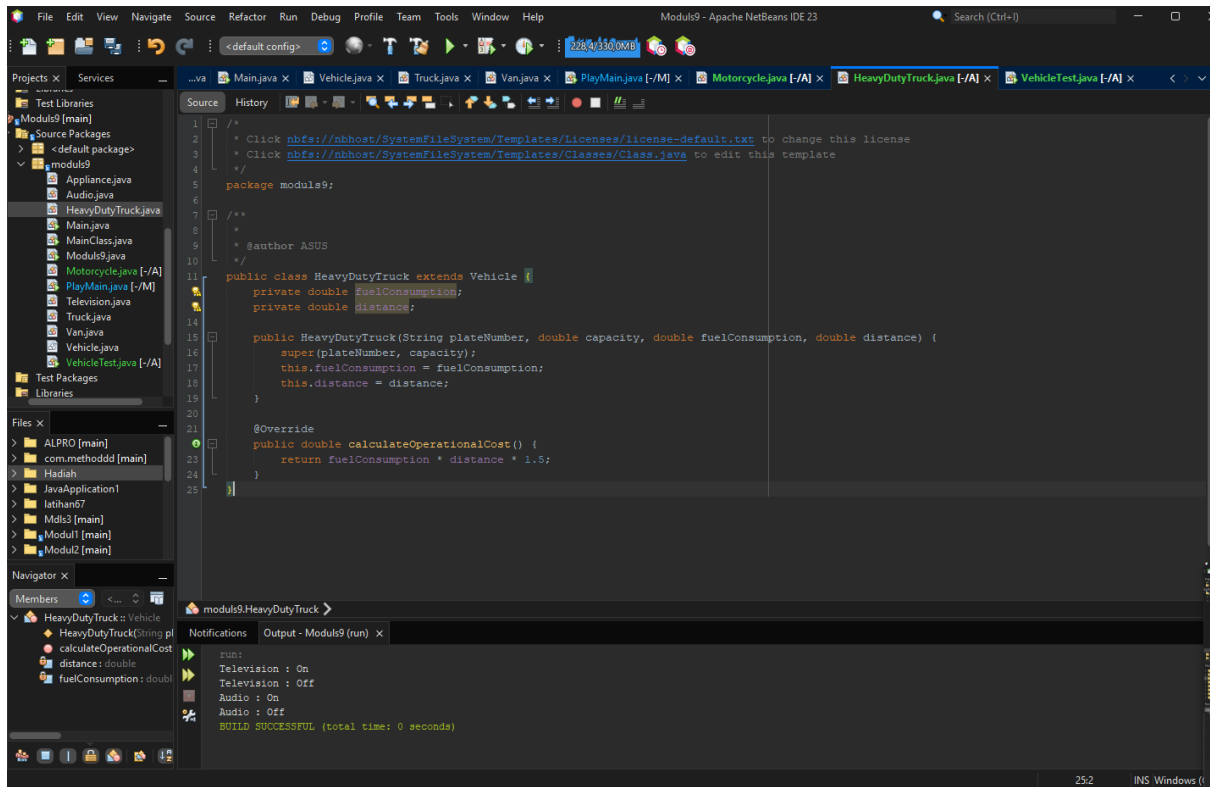 File Edit View Navigate Source Refactor Run Debug Profile Team Tools Window Help Moduls9 - Apache NetBeans IDE 23 Search (Ctrl+I)
<default config> 228,4/330,0MB
Projects × Services
...va Main.java × Vehicle.java × Truck.java × Van.java × PlayMain.java [-/M] × Motorcycle.java [-/A] × HeavyDutyTruck.java [-/A] × VehicleTest.java [-/A] ×
Test Libraries
Moduls9 [main]
Source Packages
<default package>
moduls9
Appliance.java
Audio.java
HeavyDutyTruck.java
Main.java
MainClass.java
Moduls9.java
Motorcycle.java [-/A]
PlayMain.java [-/M]
Television.java
Truck.java
Van.java
Vehicle.java
VehicleTest.java [-/A]
Test Packages
Libraries
Files ×
ALPRO [main]
com.methoddd [main]
Hadiah
JavaApplication1
latihan67
Mdls3 [main]
Modul1 [main]
Modul2 [main]
Navigator ×
Members <...
HeavyDutyTruck :: Vehicle
HeavyDutyTruck(String pl
calculateOperationalCost
distance : double
fuelConsumption : doubl
Source History
1 /*
2 * Click nbfs://nbhost/SystemFileSystem/Templates/Licenses/license-default.txt to change this license
3 * Click nbfs://nbhost/SystemFileSystem/Templates/Classes/Class.java to edit this template
4 */
5 package moduls9;
6
7 /**
8 *
9 * @author ASUS
10 */
11 public class HeavyDutyTruck extends Vehicle {
private double fuelConsumption;
private double distance;
14
15 public HeavyDutyTruck(String plateNumber, double capacity, double fuelConsumption, double distance) {
16 super(plateNumber, capacity);
17 this.fuelConsumption = fuelConsumption;
18 this.distance = distance;
19 }
20
21 @Override
public double calculateOperationalCost() {
23 return fuelConsumption * distance * 1.5;
24 }
25 }
moduls9.HeavyDutyTruck
Notifications Output - Moduls9 (run) ×
run:
Television : On
Television : Off
Audio : On
Audio : Off
BUILD SUCCESSFUL (total time: 0 seconds)
25:2 INS Windows (